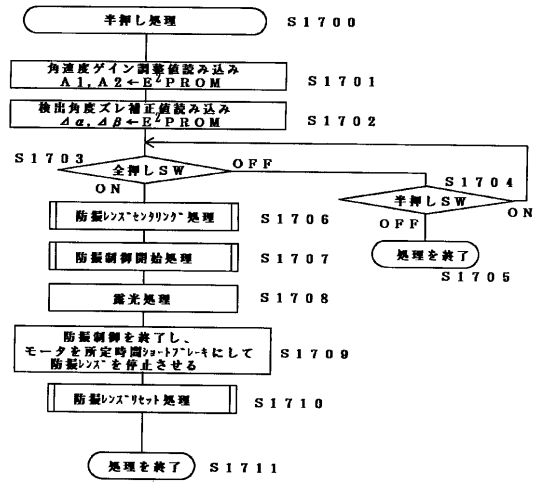 半押し処理 S1700
角速度ゲイン調整値読み込み
A1,A2←E²PROM S1701
検出角度ズレ補正値読み込み
Δα,Δβ←E²PROM S1702
S1703 全押しSW OFF
ON
S1704
半押しSW ON
OFF
処理を終了
S1705
防振レンズセンタリング処理 S1706
防振制御開始処理 S1707
露光処理 S1708
防振制御を終了し、
モータを所定時間ショートブレーキにして
防振レンズを停止させる S1709
防振レンズリセット処理 S1710
処理を終了 S1711